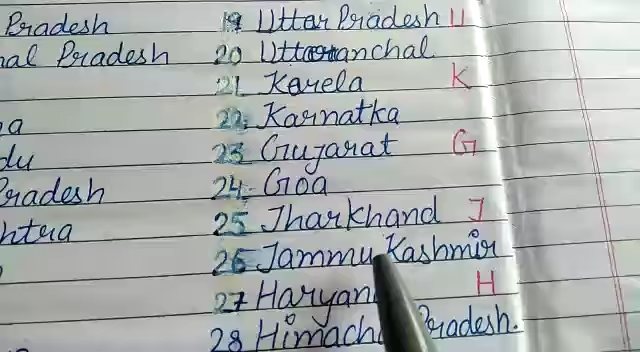 Pradesh 19 Uttar Pradesh U
al Pradesh 20 Uttaranchal
21 Karela K
a 22. Karnatka
du 23 Gujarat G
Pradesh 24. Goa
htra 25 Jharkhand J
26 Jammu Kashmir
27 Haryan H
28 Himach Pradesh.